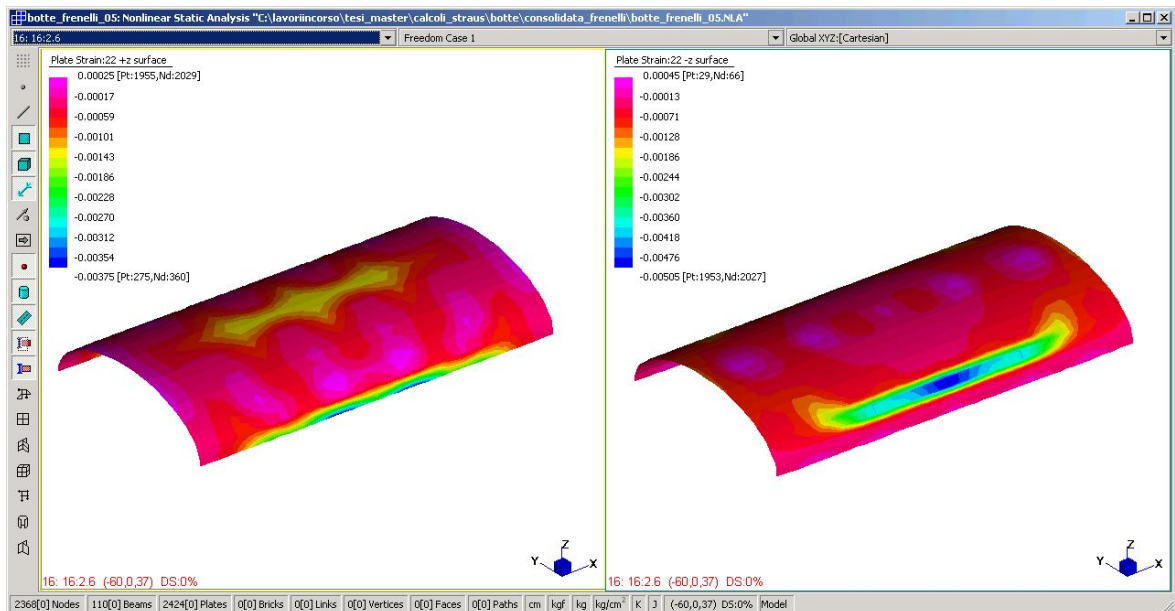 botte_frenelli_05: Nonlinear Static Analysis "C:\lavoriincorso\tesi_master\calcoli_straus\botte\consolidata_frenelli\botte_frenelli_05.NLA"
16: 16:2.6
Freedom Case 1
Global XYZ:[Cartesian]
Plate Strain:22 +z surface
0.00025 [Pt:1955,Nd:2029]
-0.00017
-0.00059
-0.00101
-0.00143
-0.00186
-0.00228
-0.00270
-0.00312
-0.00354
-0.00375 [Pt:275,Nd:360]
Y
Z
X
16: 16:2.6 (-60,0,37) DS:0%
Plate Strain:22 -z surface
0.00045 [Pt:29,Nd:66]
-0.00013
-0.00071
-0.00128
-0.00186
-0.00244
-0.00302
-0.00360
-0.00418
-0.00476
-0.00505 [Pt:1953,Nd:2027]
Y
Z
X
16: 16:2.6 (-60,0,37) DS:0%
2368[0] Nodes 110[0] Beams 2424[0] Plates 0[0] Bricks 0[0] Links 0[0] Vertices 0[0] Faces 0[0] Paths cm kgf kg kg/cm² K J (-60,0,37) DS:0% Model